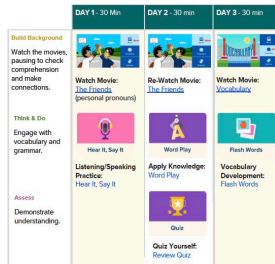 DAY 1 - 30 Min
DAY 2 - 30 min
DAY 3 - 30 min
Build Background
Watch the movies,
pausing to check
comprehension
and make
connections.
Watch Movie:
The Friends
(personal pronouns)
Re-Watch Movie:
The Friends
VOCABULARY
Watch Movie:
Vocabulary
Think & Do
Engage with
vocabulary and
grammar.
Hear It, Say It
Listening/Speaking
Practice:
Hear It, Say It
Word Play
Apply Knowledge:
Word Play
Flash Words
Vocabulary
Development:
Flash Words
Assess
Demonstrate
understanding.
Quiz
Quiz Yourself:
Review Quiz